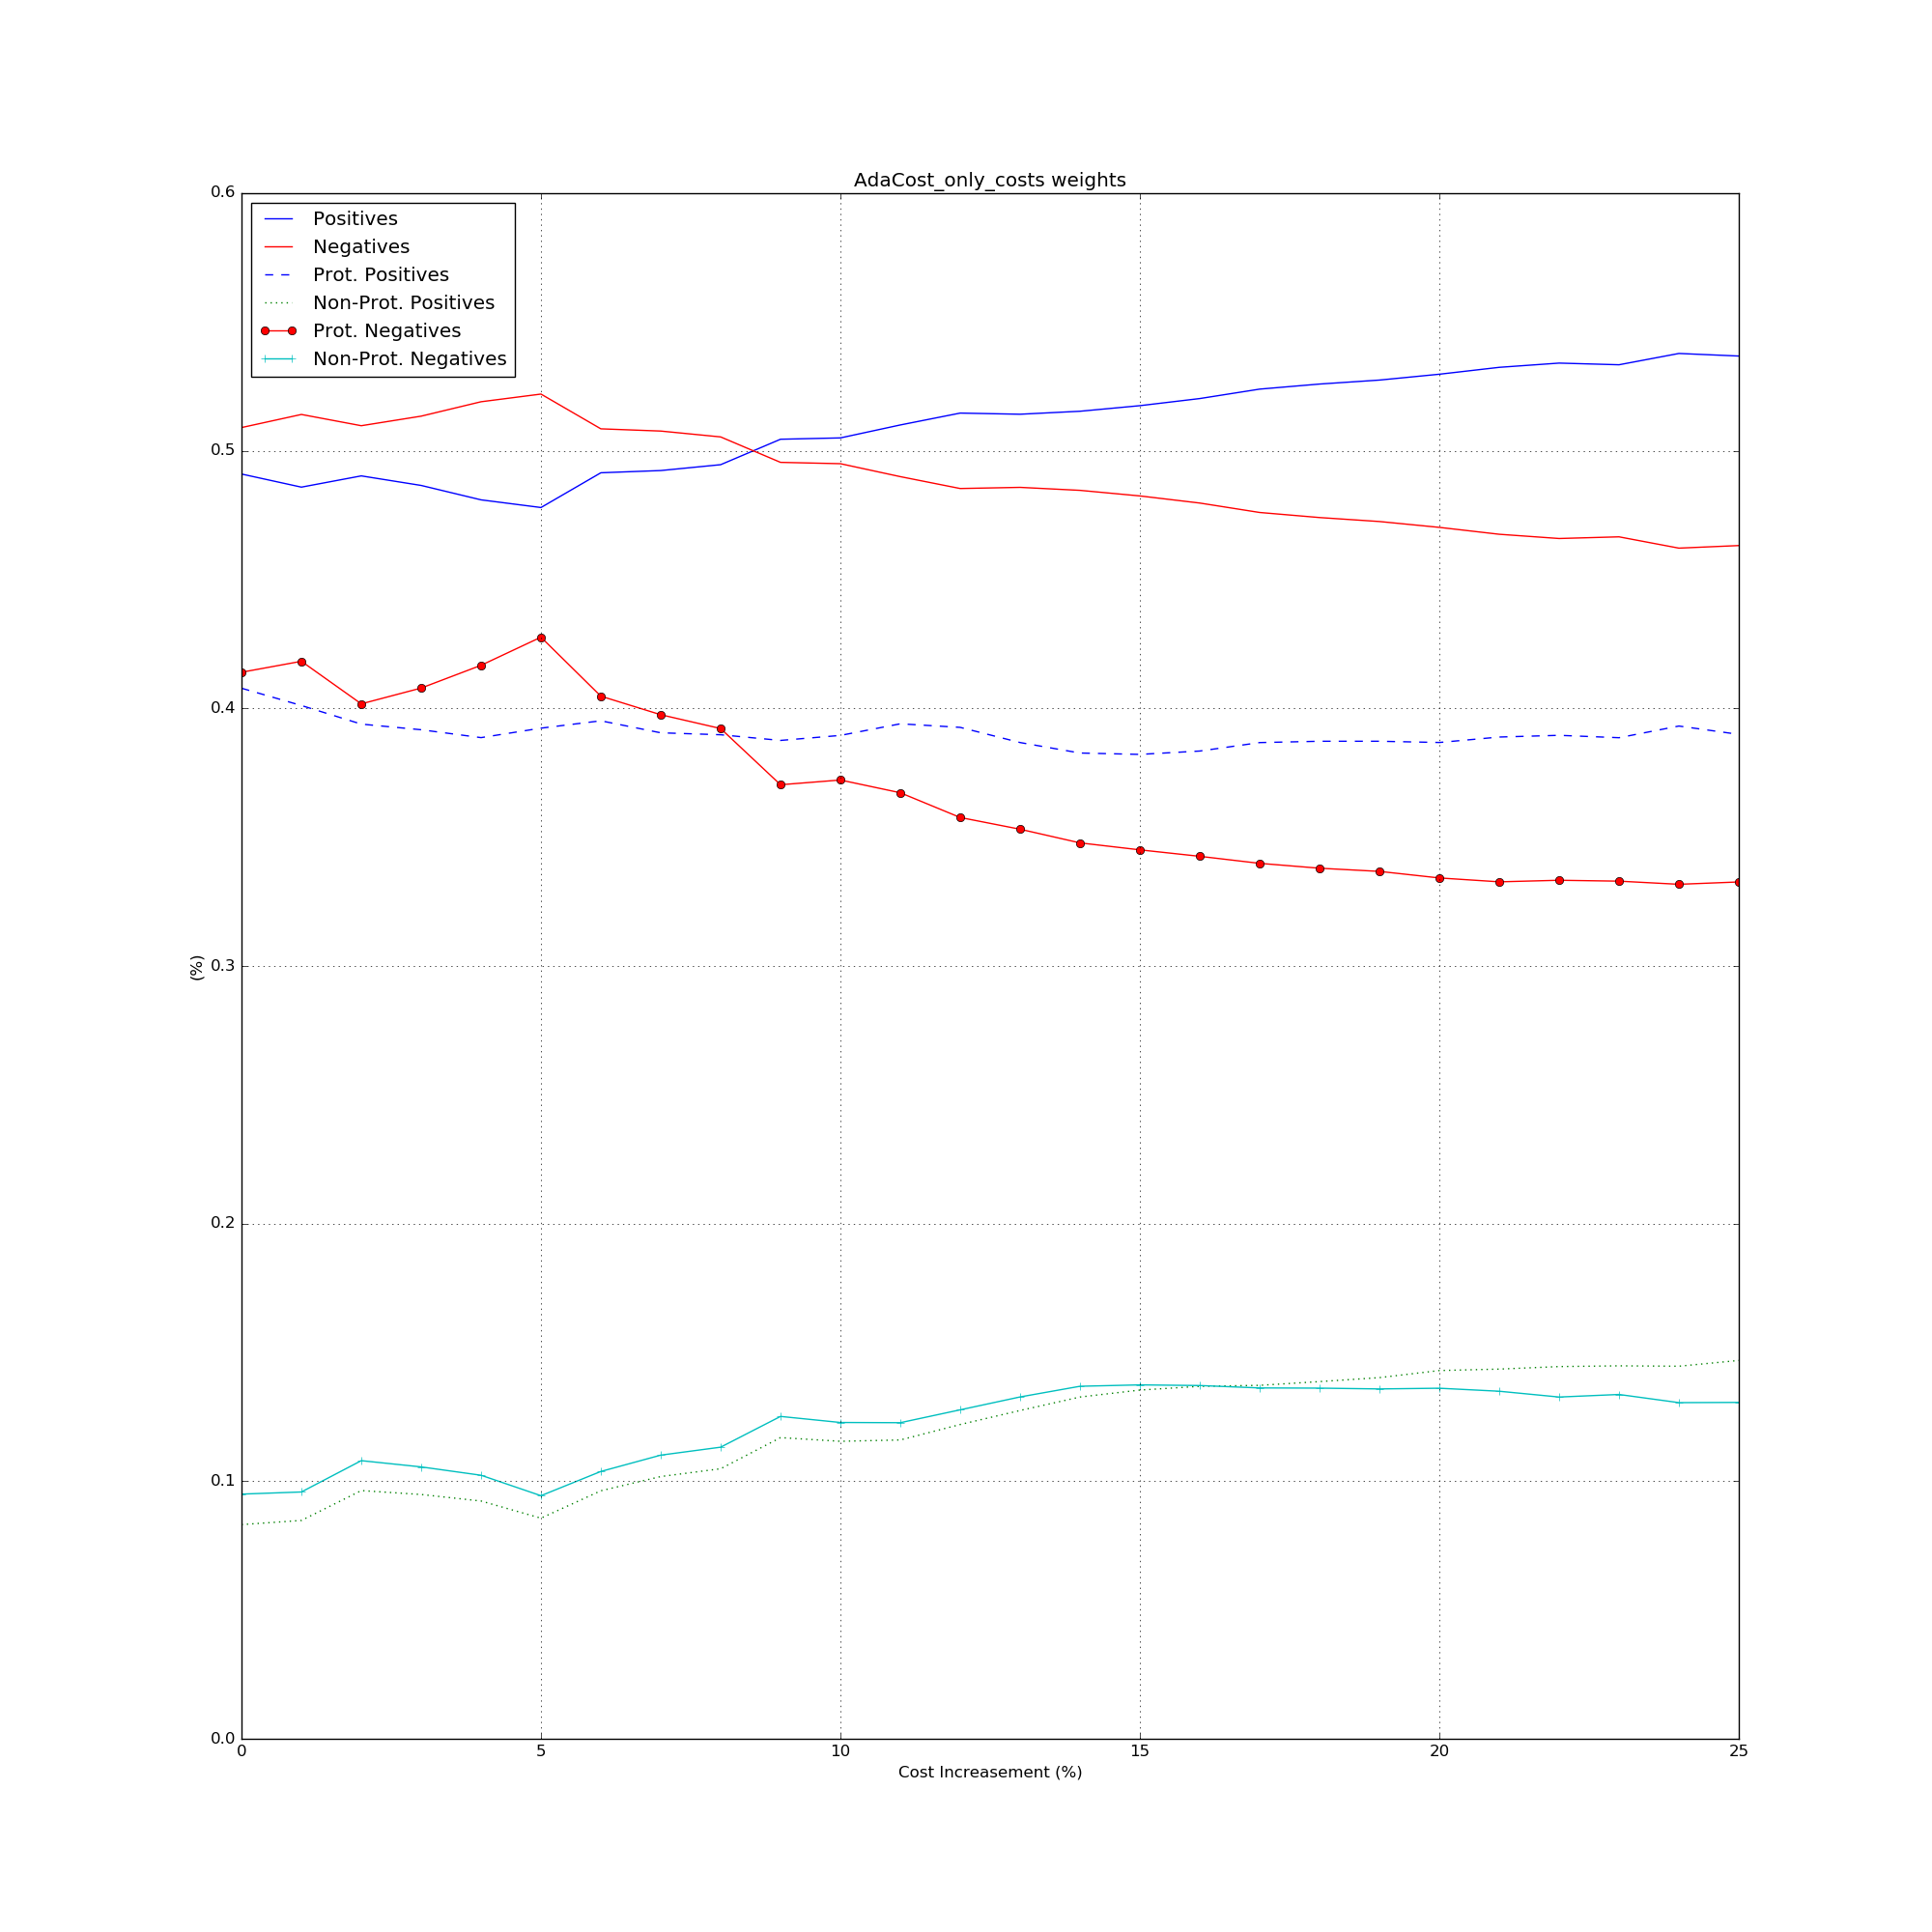 AdaCost_only_costs weights
0.6
Positives
Negatives
Prot. Positives
Non-Prot. Positives
Prot. Negatives
Non-Prot. Negatives
0.5
0.4
0.3
(%)
0.2
0.1
0.0
0 5 10 15 20 25
Cost Increasement (%)